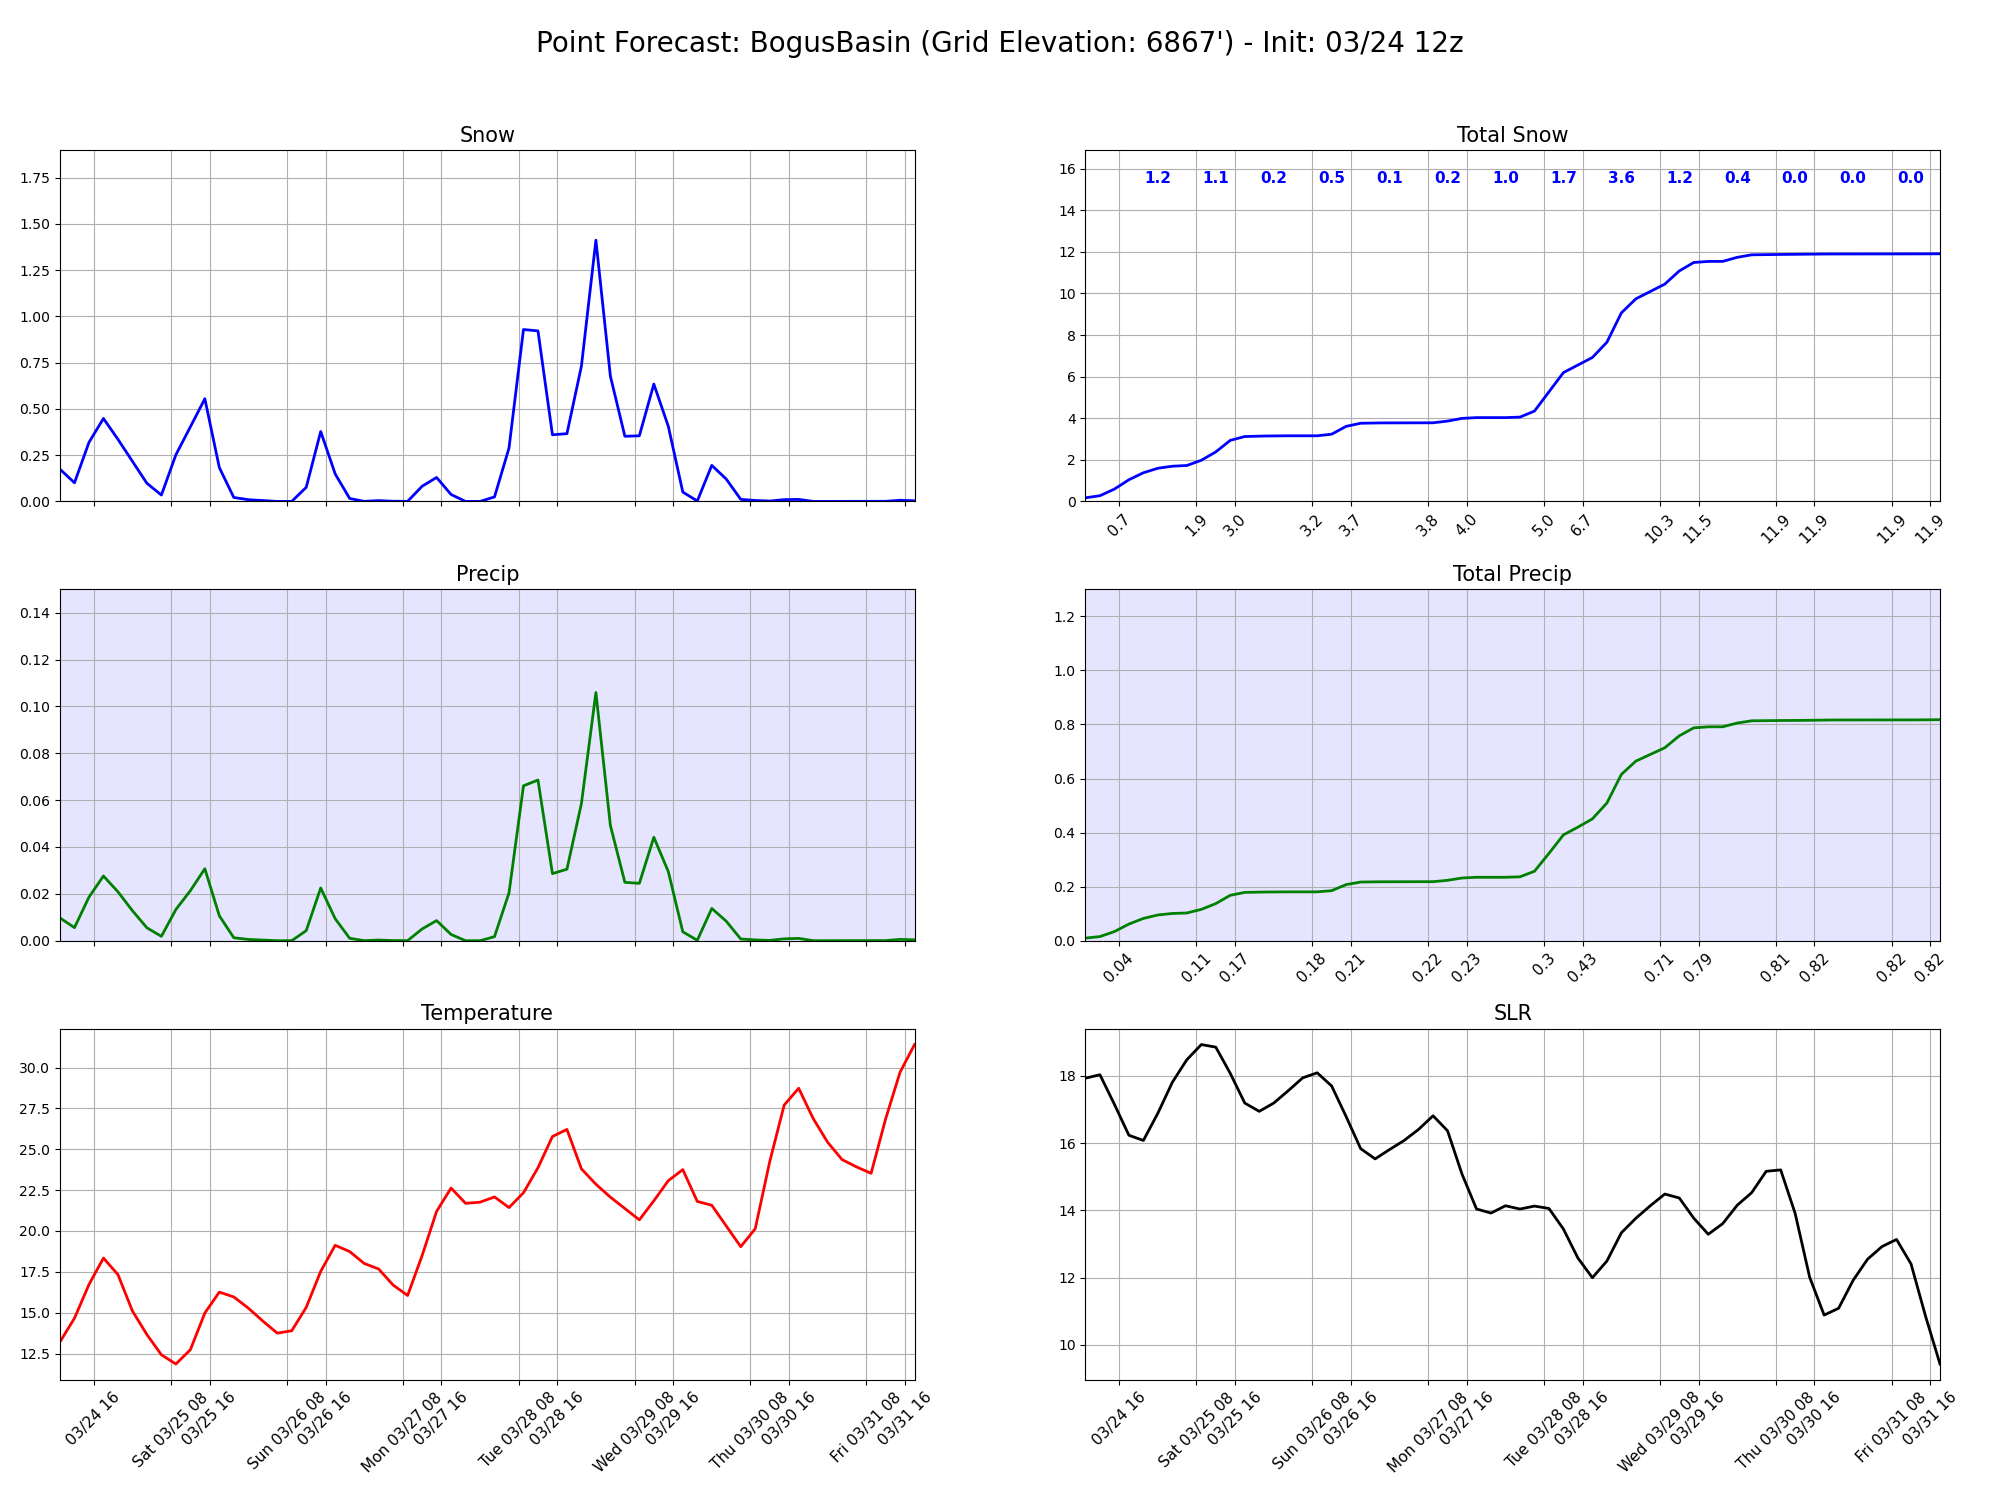 Point Forecast: BogusBasin (Grid Elevation: 6867') - Init: 03/24 12z
Snow
1.75
1.50
1.25
1.00
0.75
0.50
0.25
0.00
Total Snow
16
14
12
10
8
6
4
2
0
1.2 1.1 0.2 0.5 0.1 0.2 1.0 1.7 3.6 1.2 0.4 0.0 0.0 0.0
0.7 1.9 3.0 3.2 3.7 3.8 4.0 5.0 6.7 10.3 11.5 11.9 11.9 11.9 11.9
Precip
0.14
0.12
0.10
0.08
0.06
0.04
0.02
0.00
Total Precip
1.2
1.0
0.8
0.6
0.4
0.2
0.0
0.04 0.11 0.17 0.18 0.21 0.22 0.23 0.3 0.43 0.71 0.79 0.81 0.82 0.82 0.82
Temperature
30.0
27.5
25.0
22.5
20.0
17.5
15.0
12.5
03/24 16
Sat 03/25 08
03/25 16
Sun 03/26 08
03/26 16
Mon 03/27 08
03/27 16
Tue 03/28 08
03/28 16
Wed 03/29 08
03/29 16
Thu 03/30 08
03/30 16
Fri 03/31 08
03/31 16
SLR
18
16
14
12
10
03/24 16
Sat 03/25 08
03/25 16
Sun 03/26 08
03/26 16
Mon 03/27 08
03/27 16
Tue 03/28 08
03/28 16
Wed 03/29 08
03/29 16
Thu 03/30 08
03/30 16
Fri 03/31 08
03/31 16